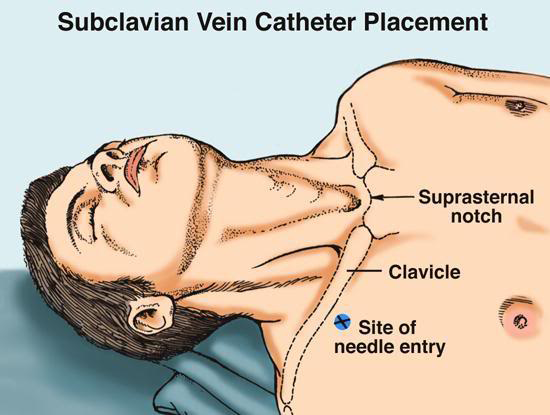 Subclavian Vein Catheter Placement
Suprasternal
notch
Clavicle
Site of
needle entry